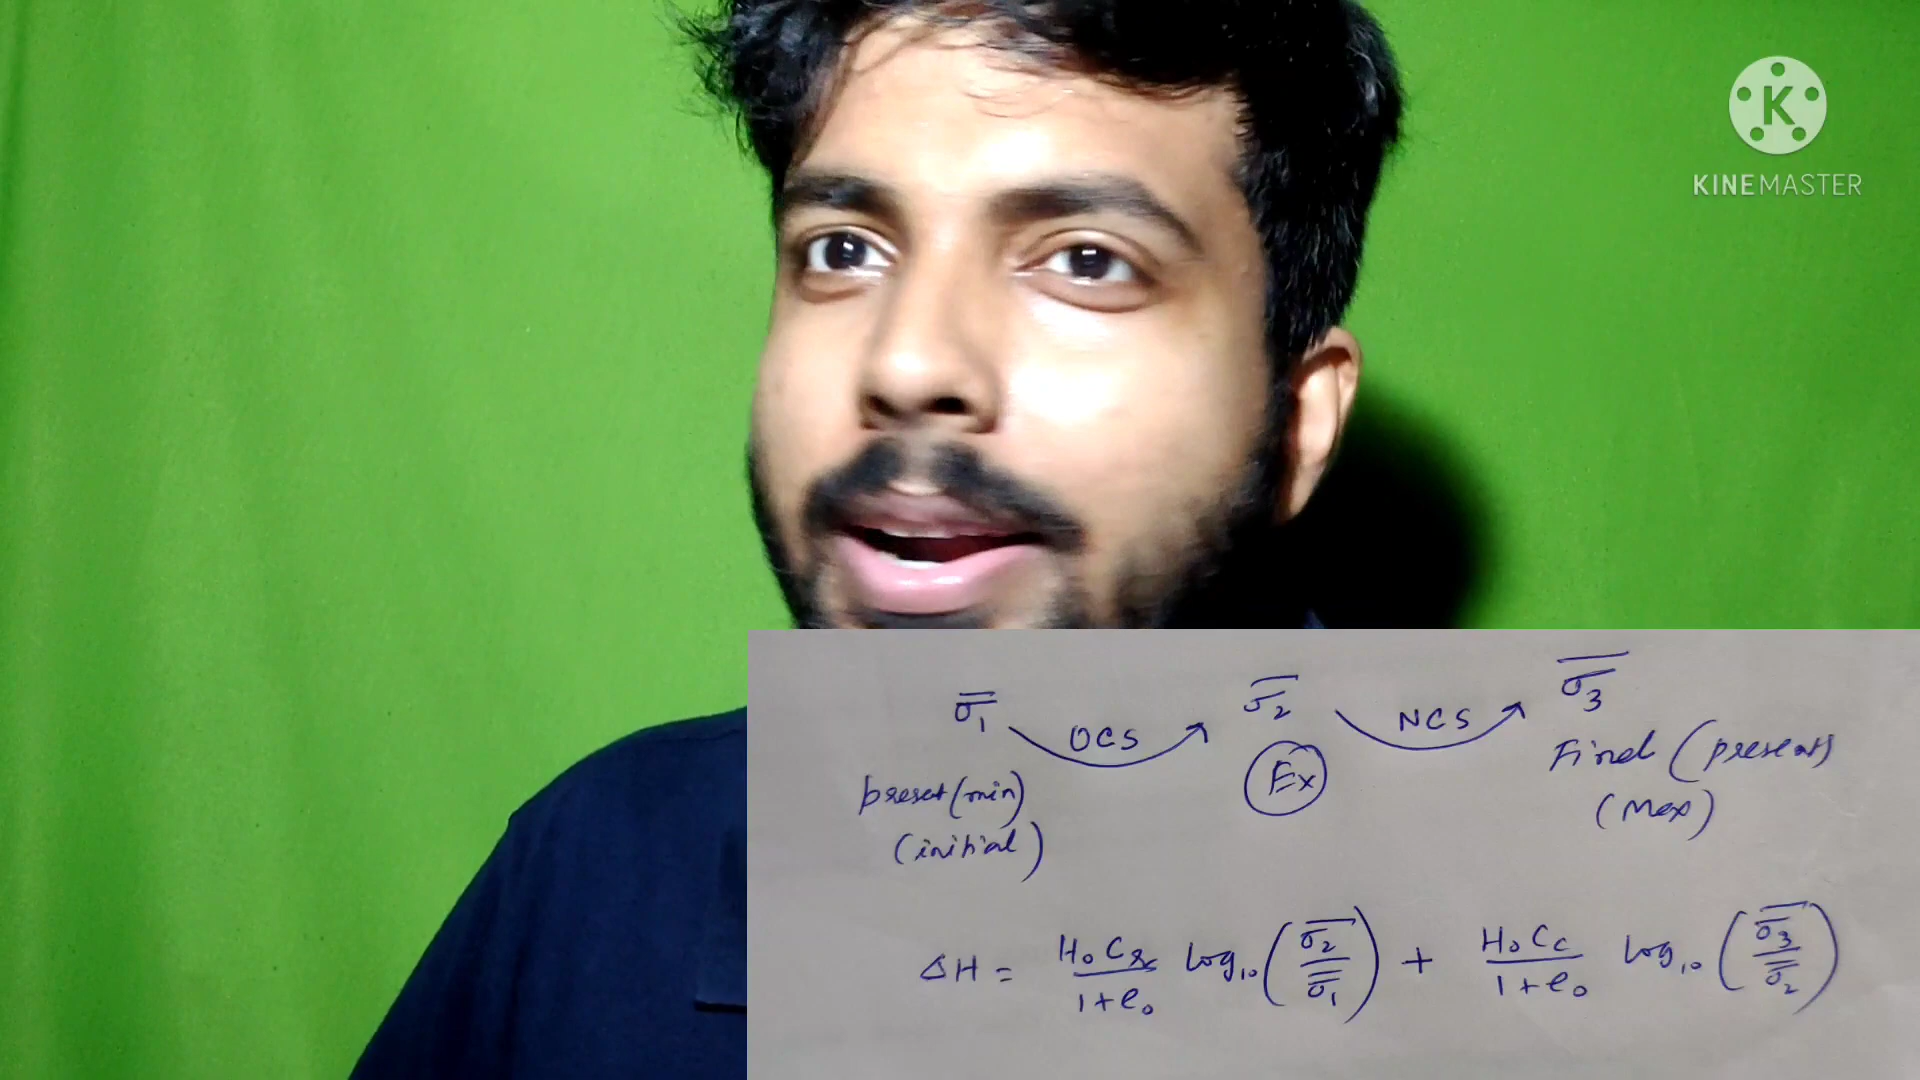 K
KINEMASTER
σ̄₁ OCS σ̄₂ NCS σ̄₃
Ex
Final (present)
(Max)
preset (min)
(initial)
ΔH = H₀Cr/1+e₀ log₁₀(σ̄₂/σ̄₁) + H₀Cc/1+e₀ log₁₀(σ̄₃/σ̄₂)